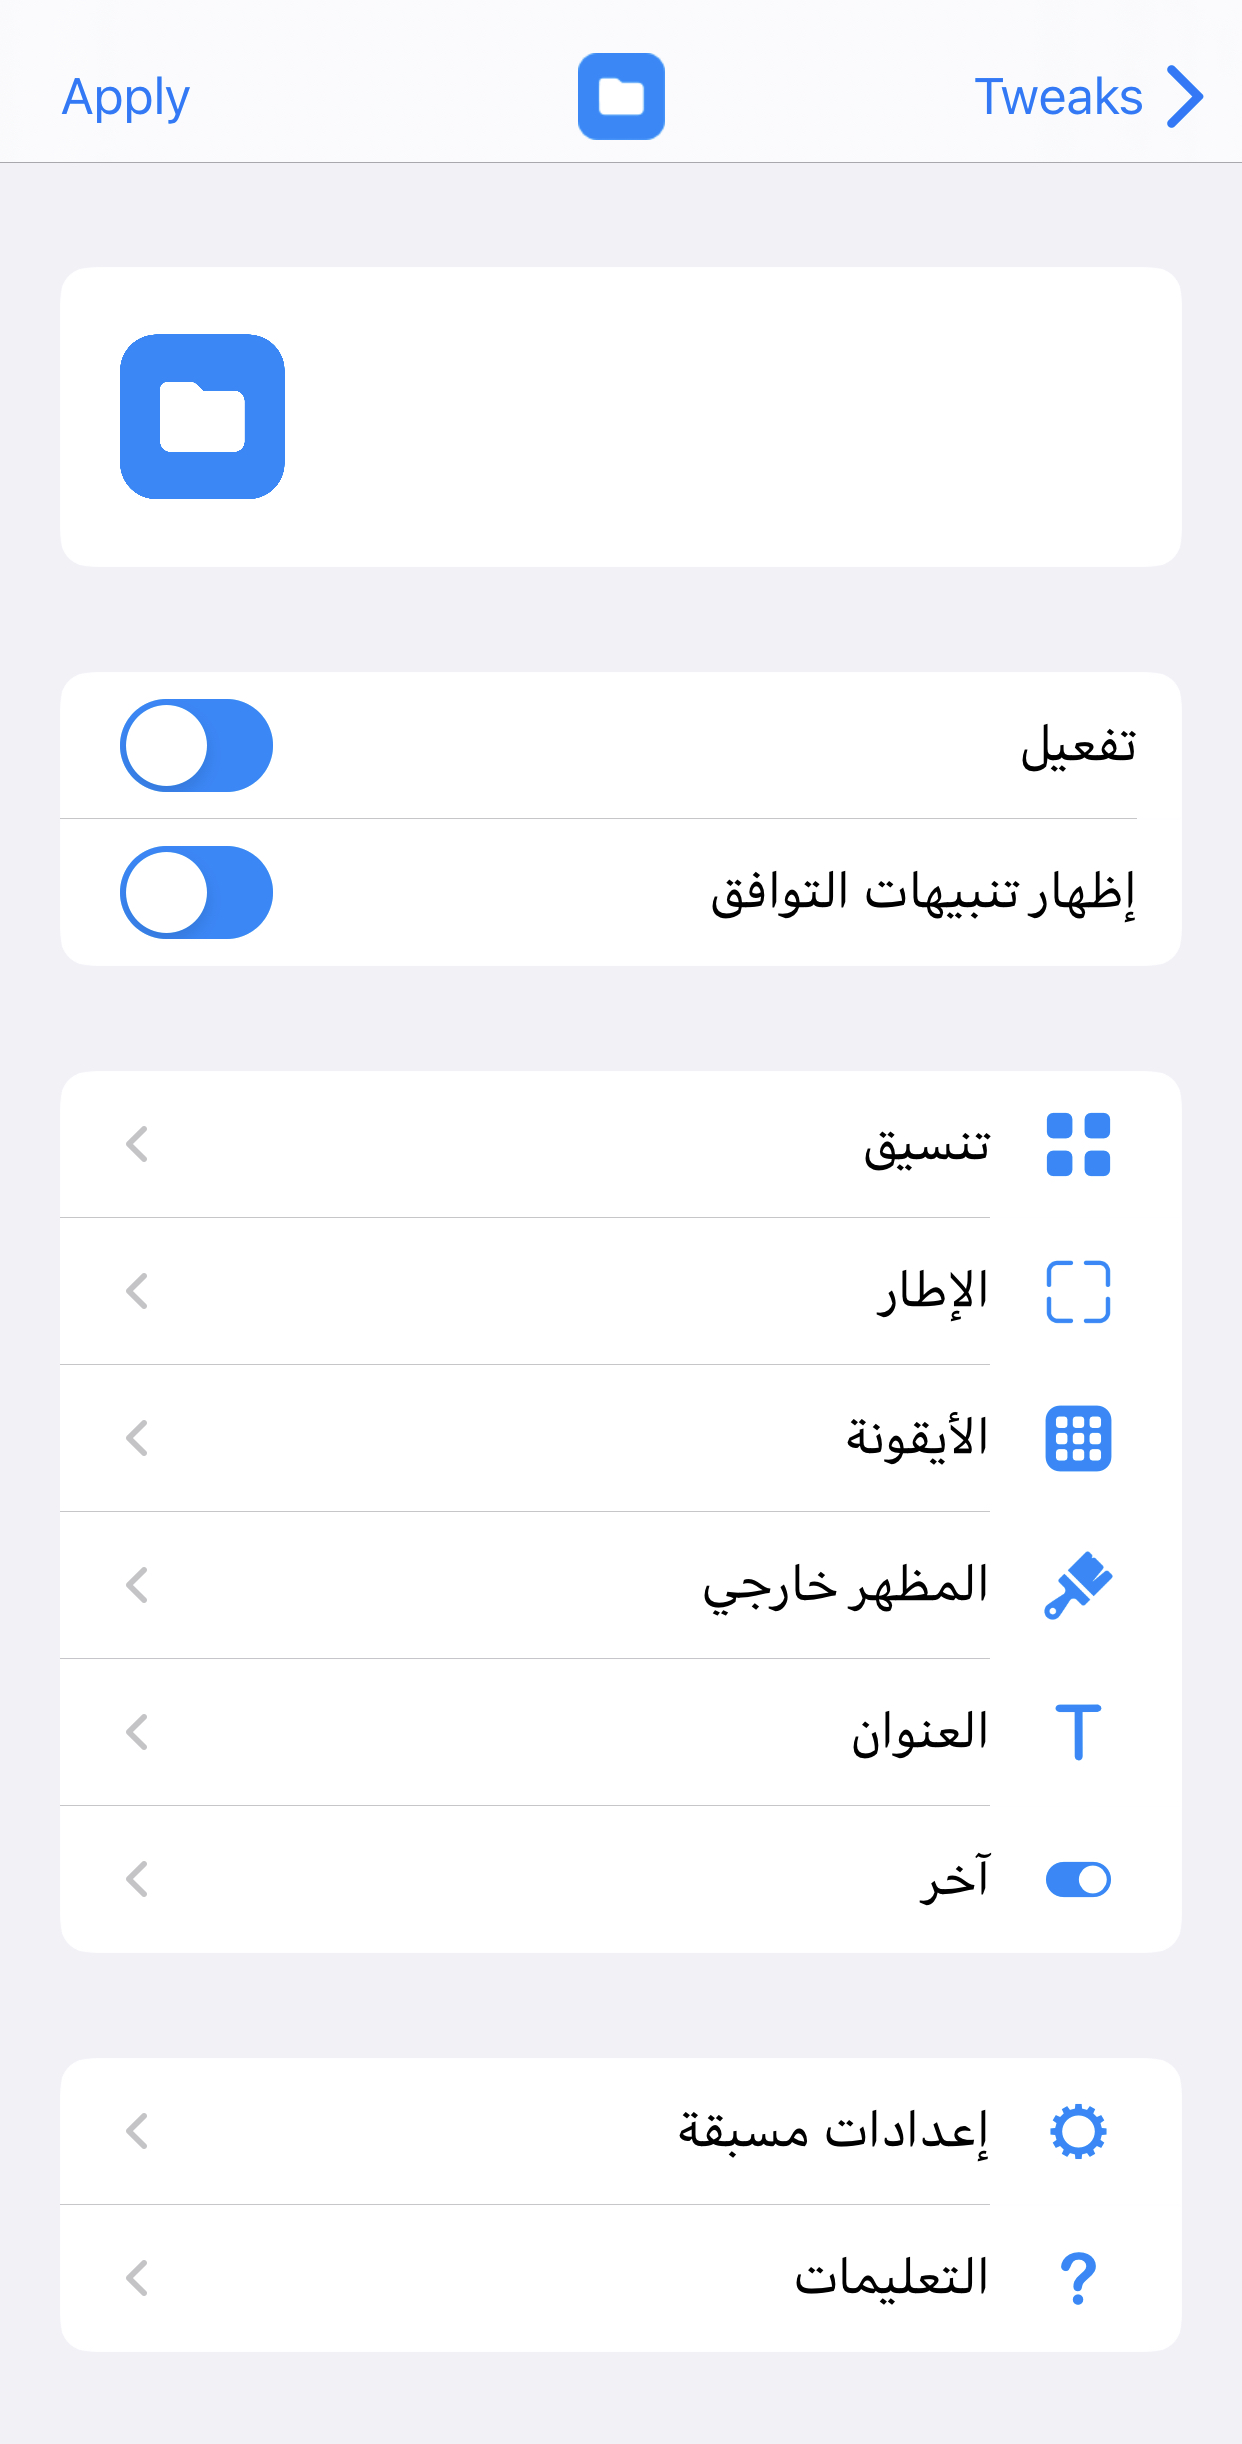 Tweaks
Apply
تفعيل
إظهار تنبيهات التوافق
تنسيق
الإطار
الأيقونة
المظهر خارجي
العنوان
آخر
إعدادات مسبقة
التعليمات